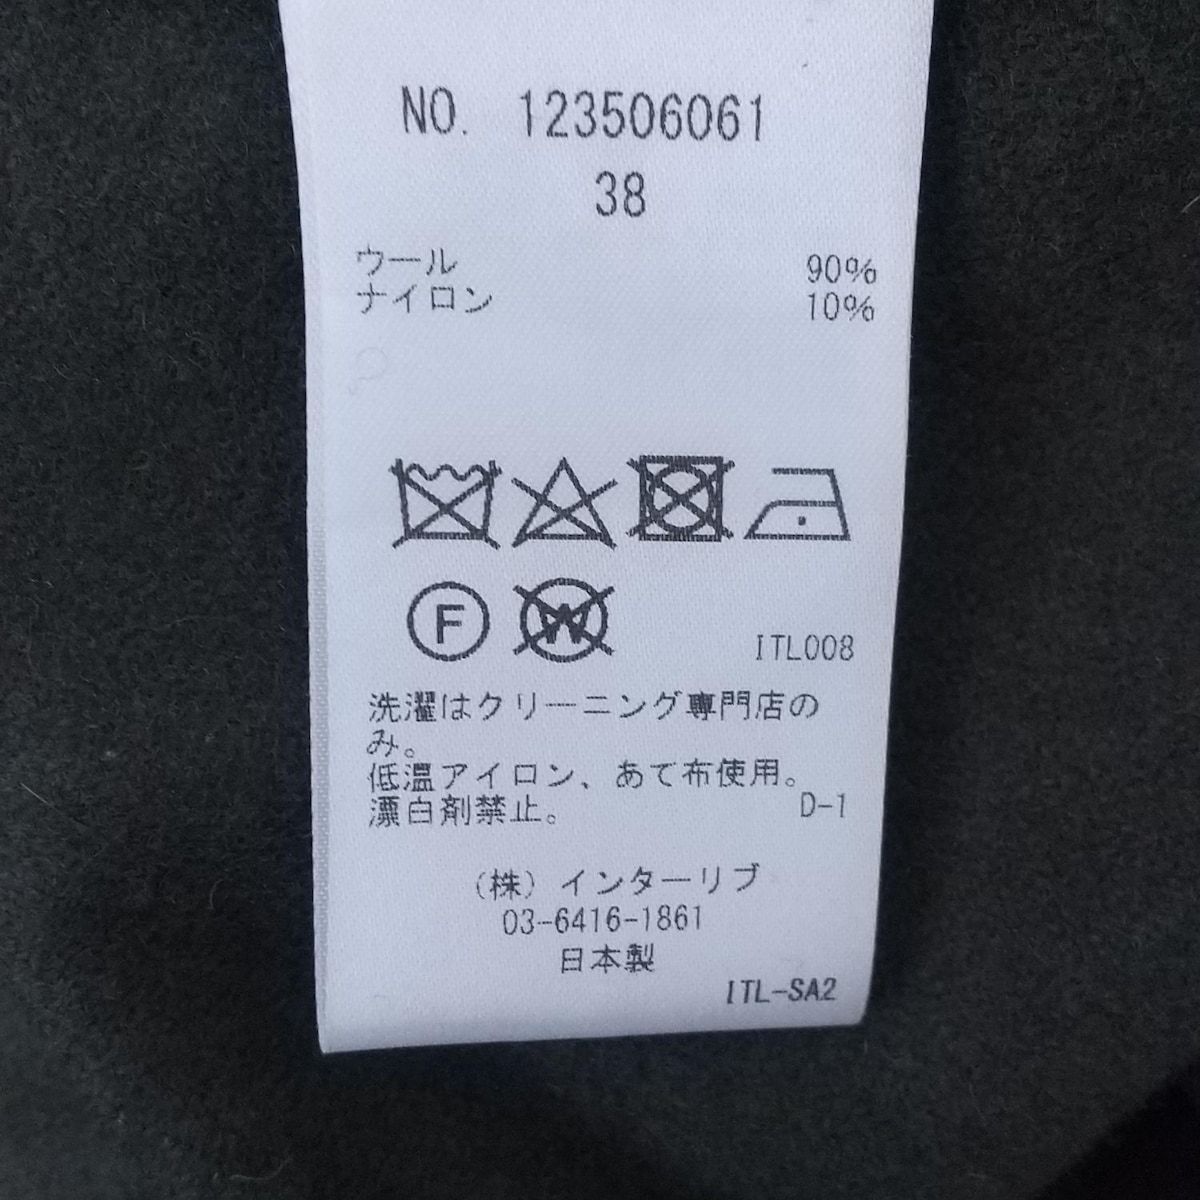 NO. 123506061
38
ウール 90%
ナイロン 10%
F W
ITL008
洗濯はクリーニング専門店の
み。
低温アイロン、あて布使用。
漂白剤禁止。 D-1
(株)インターリブ
03-6416-1861
日本製
ITL-SA2